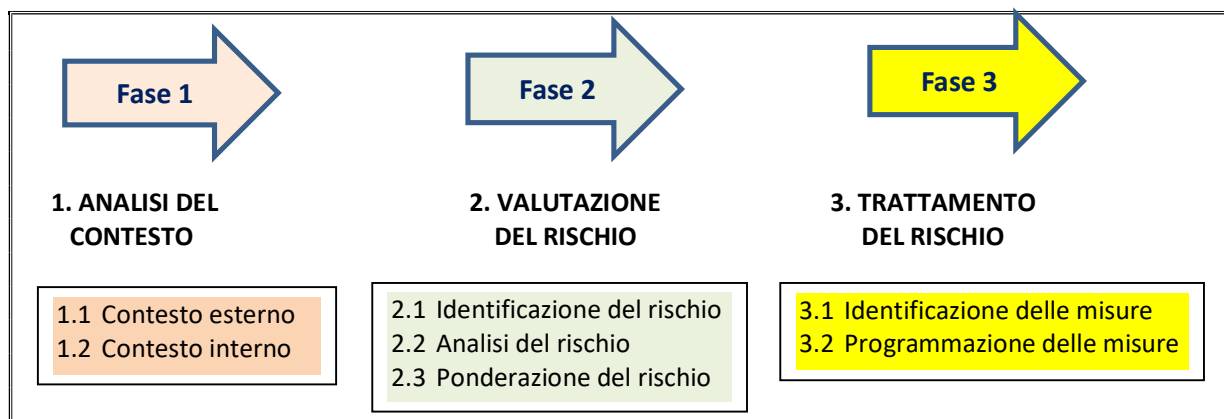 Fase 1
Fase 2
Fase 3
1. ANALISI DEL
CONTESTO
2. VALUTAZIONE
DEL RISCHIO
3. TRATTAMENTO
DEL RISCHIO
1.1 Contesto esterno
1.2 Contesto interno
2.1 Identificazione del rischio
2.2 Analisi del rischio
2.3 Ponderazione del rischio
3.1 Identificazione delle misure
3.2 Programmazione delle misure